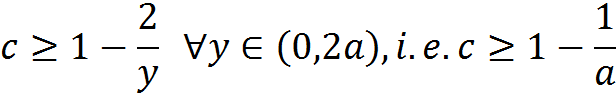 c ≥ 1 − 2/y ∀y ∈ (0,2a), i.e. c ≥ 1 − 1/a